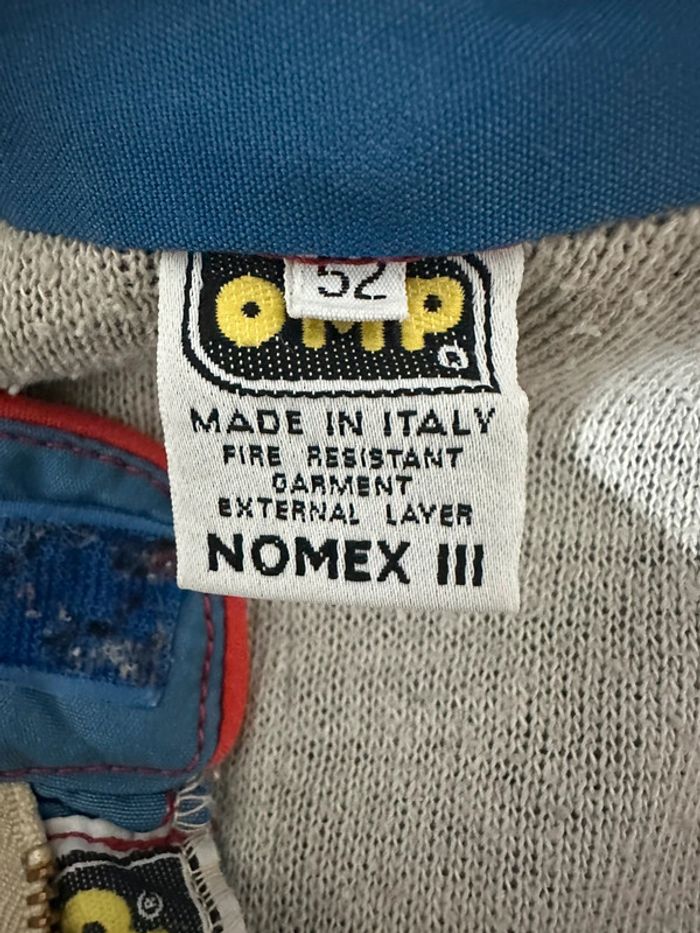 52
OMP
®
MADE IN ITALY
FIRE RESISTANT
GARMENT
EXTERNAL LAYER
NOMEX III
®